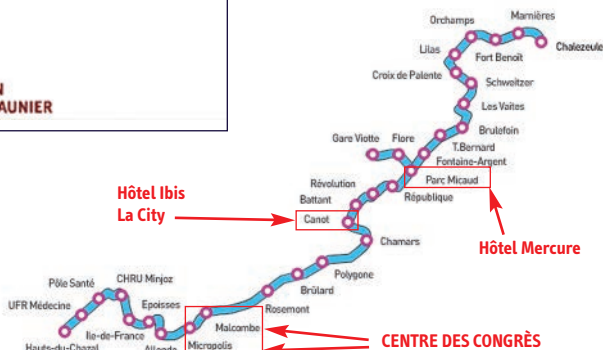 AUNIER
Orchamps
Marnières
Lilas
Fort Benoit
Chalezeule
Croix de Palente
Schweitzer
Les Vaites
Brulefoin
Gare Viotte
Flore
T.Bernard
Fontaine-Argent
Parc Micaud
Hôtel Ibis
La City
Révolution
Battant
République
Canot
Hôtel Mercure
Chamars
Polygone
Brûlard
Pôle Santé
CHRU Minjoz
UFR Médecine
Epoisses
Rosemont
Malcombe
CENTRE DES CONGRÈS
Hauts-du-Chazal
Ile-de-France
Allende
Micropolis